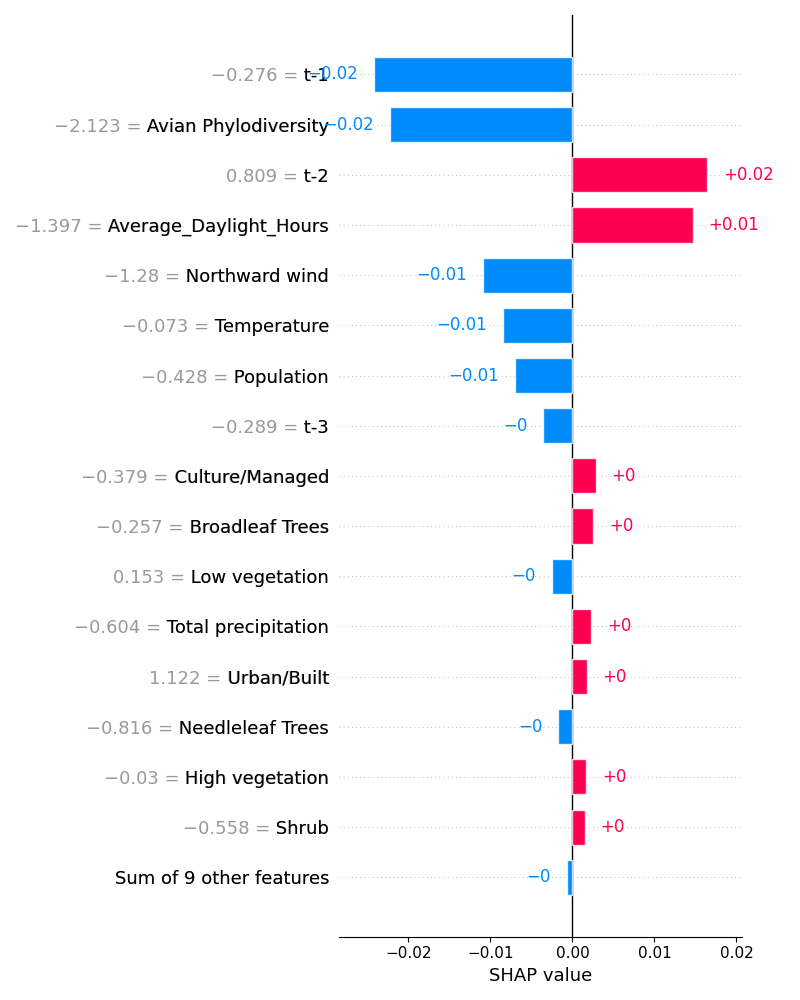 −0.276 = t-1 −0.02
−2.123 = Avian Phylodiversity −0.02
0.809 = t-2 +0.02
−1.397 = Average_Daylight_Hours +0.01
−1.28 = Northward wind −0.01
−0.073 = Temperature −0.01
−0.428 = Population −0.01
−0.289 = t-3 −0
−0.379 = Culture/Managed +0
−0.257 = Broadleaf Trees +0
0.153 = Low vegetation −0
−0.604 = Total precipitation +0
1.122 = Urban/Built +0
−0.816 = Needleleaf Trees −0
−0.03 = High vegetation +0
−0.558 = Shrub +0
Sum of 9 other features −0
−0.02 −0.01 0.00 0.01 0.02
SHAP value